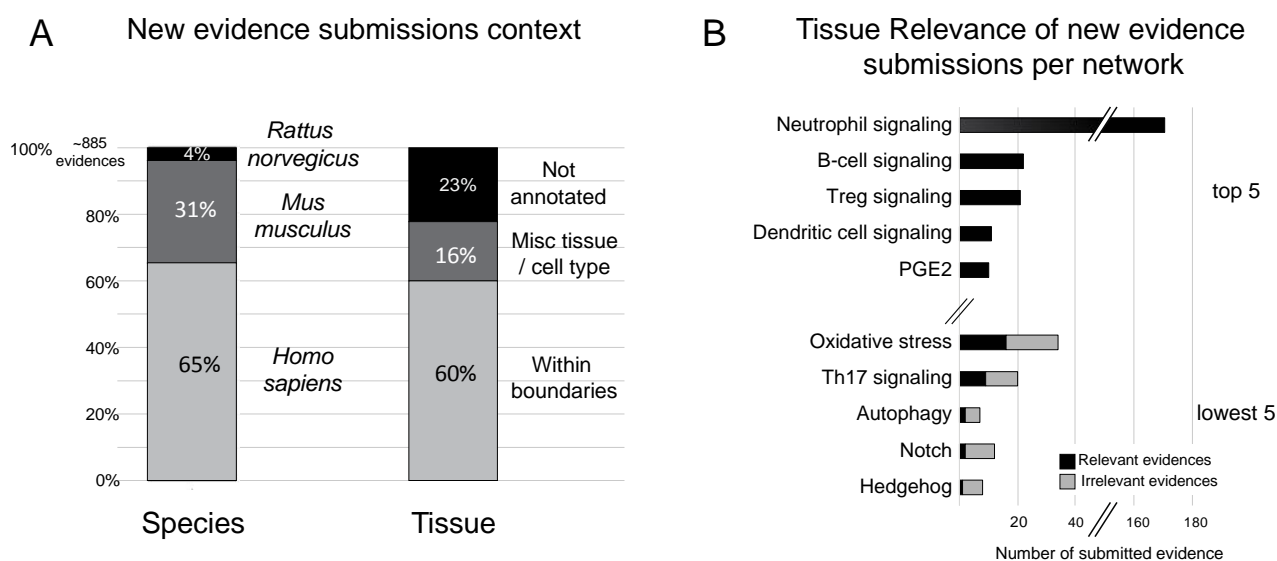 A
New evidence submissions context
100%
~885
evidences
80%
60%
40%
20%
0%
4%
31%
65%
Rattus
norvegicus
Mus
musculus
Homo
sapiens
23%
16%
60%
Not
annotated
Misc tissue
/ cell type
Within
boundaries
Species
Tissue
B
Tissue Relevance of new evidence
submissions per network
Neutrophil signaling
B-cell signaling
Treg signaling
Dendritic cell signaling
PGE2
top 5
Oxidative stress
Th17 signaling
Autophagy
Notch
Hedgehog
lowest 5
Relevant evidences
Irrelevant evidences
20 40 160 180
Number of submitted evidence